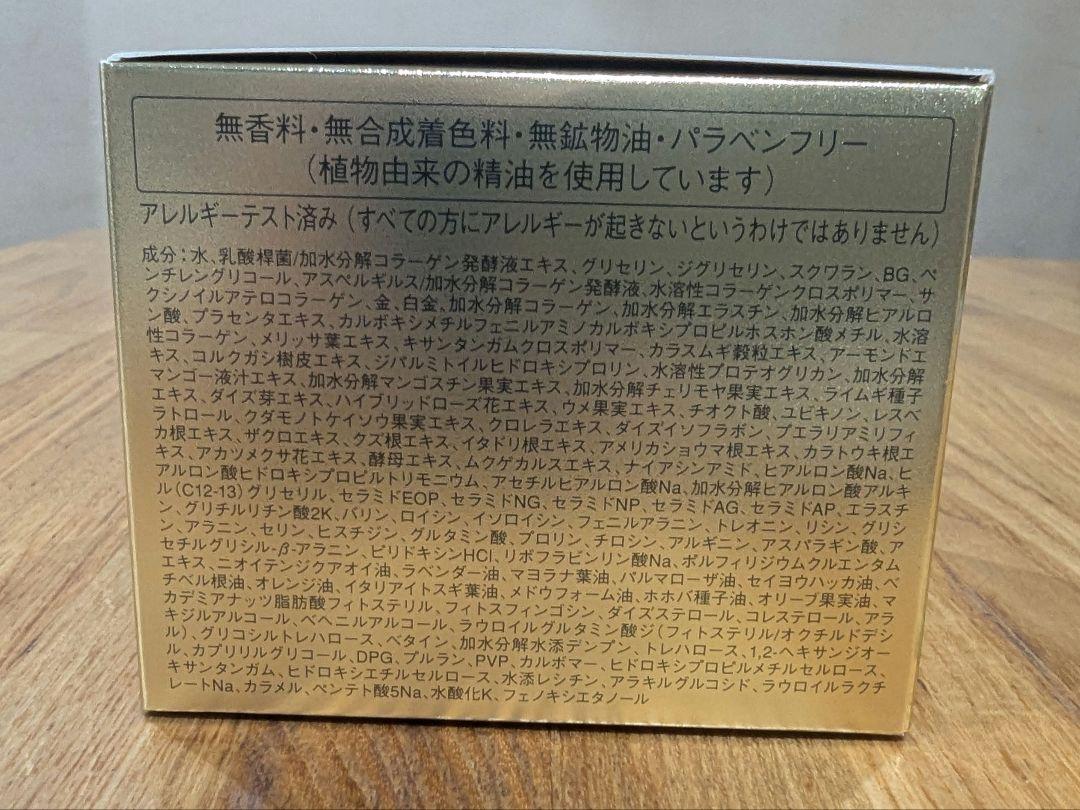 無香料・無合成着色料・無鉱物油・パラベンフリー
(植物由来の精油を使用しています)
アレルギーテスト済み(すべての方にアレルギーが起きないというわけではありません)
成分:水、乳酸桿菌/加水分解コラーゲン発酵液エキス、グリセリン、ジグリセリン、スクワラン、BG、ペ
ンチレングリコール、アスペルギルス/加水分解コラーゲン発酵液、水溶性コラーゲンクロスポリマー、サ
クシノイルアテロコラーゲン、金、白金、加水分解コラーゲン、加水分解エラスチン、加水分解ヒアルロ
ン酸、プラセンタエキス、カルボキシメチルフェニルアミノカルボキシプロピルホスホン酸メチル、水溶
性コラーゲン、メリッサ葉エキス、キサンタンガムクロスポリマー、カラスムギ穀粒エキス、アーモンドエ
キス、コルクガシ樹皮エキス、ジパルミトイルヒドロキシプロリン、水溶性プロテオグリカン、加水分解
マンゴー液汁エキス、加水分解マンゴスチン果実エキス、加水分解チェリモヤ果実エキス、ライムギ種子
エキス、ダイズ芽エキス、ハイブリッドローズ花エキス、ウメ果実エキス、チオクト酸、ユビキノン、レスベ
ラトロール、クダモノトケイソウ果実エキス、クロレラエキス、ダイズイソフラボン、プエラリアミリフィ
カ根エキス、ザクロエキス、クズ根エキス、イタドリ根エキス、アメリカショウマ根エキス、カラトウキ根エ
キス、アカツメクサ花エキス、酵母エキス、ムクゲカルスエキス、ナイアシンアミド、ヒアルロン酸Na、ヒ
アルロン酸ヒドロキシプロピルトリモニウム、アセチルヒアルロン酸Na、加水分解ヒアルロン酸アルキ
ル(C12-13)グリセリル、セラミドEOP、セラミドNG、セラミドNP、セラミドAG、セラミドAP、エラスチ
ン、グリチルリチン酸2K、バリン、ロイシン、イソロイシン、フェニルアラニン、トレオニン、リシン、グリシ
ン、アラニン、セリン、ヒスチジン、グルタミン酸、プロリン、チロシン、アルギニン、アスパラギン酸、ア
セチルグリシル-β-アラニン、ピリドキシンHCl、リボフラビンリン酸Na、ポルフィリジウムクルエンタム
エキス、ニオイテンジクアオイ油、ラベンダー油、マヨラナ葉油、パルマローザ油、セイヨウハッカ油、ベ
チベル根油、オレンジ油、イタリアイトスギ葉油、メドウフォーム油、ホホバ種子油、オリーブ果実油、マ
カデミアナッツ脂肪酸フィトステリル、フィトスフィンゴシン、ダイズステロール、コレステロール、アラ
キジルアルコール、ベヘニルアルコール、ラウロイルグルタミン酸ジ(フィトステリル/オクチルドデシ
ル)、グリコシルトレハロース、ベタイン、加水分解水添デンプン、トレハロース、1,2-ヘキサンジオー
ル、カプリリルグリコール、DPG、プルラン、PVP、カルボマー、ヒドロキシプロピルメチルセルロース、
キサンタンガム、ヒドロキシエチルセルロース、水添レシチン、アラキルグルコシド、ラウロイルラクチ
レートNa、カラメル、ペンテト酸5Na、水酸化K、フェノキシエタノール